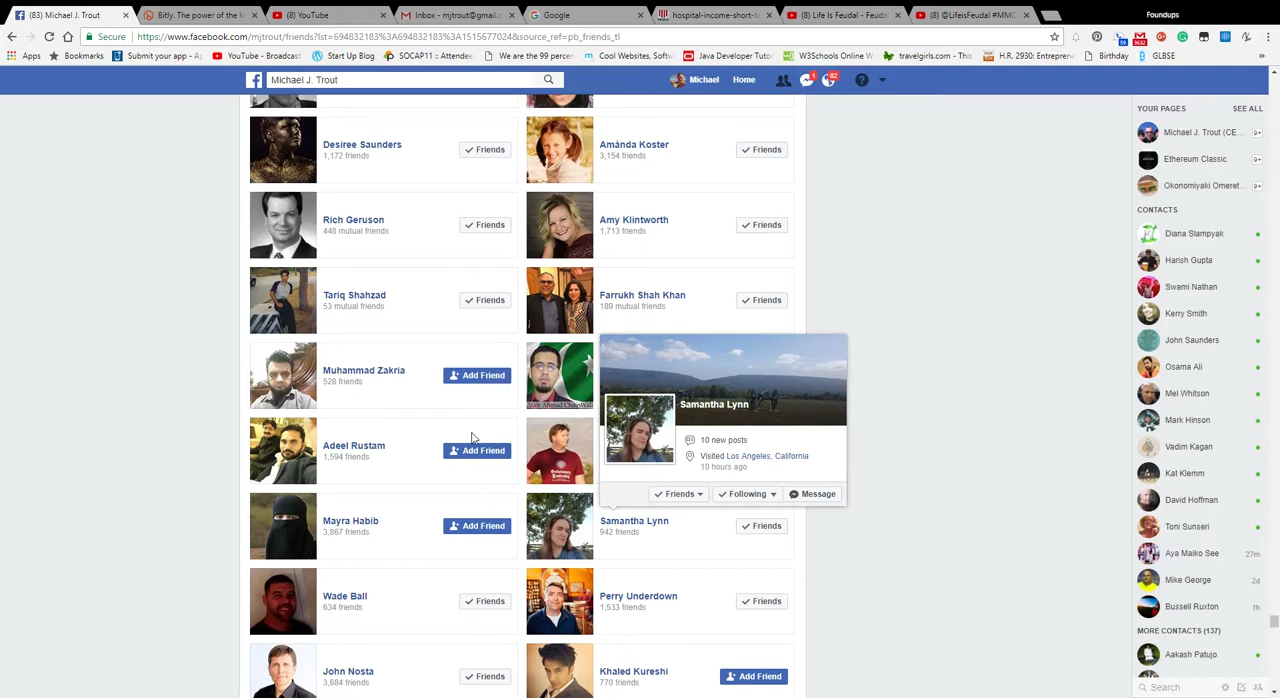 (83) Michael J. Trout
Bitly. The power of the li
(8) YouTube
Inbox - mjtrout@gmail.c
Google
hospital-income-short-te
(8) Life Is Feudal - Feuda
(8) @LifeisFeudal #MMO
Foundups
Secure https://www.facebook.com/mjtrout/friends?lst=694832183%3A694832183%3A1515677024&source_ref=pb_friends_tl
Apps Bookmarks Submit your app - Ap YouTube - Broadcast Start Up Blog SOCAP11 : Attendee We are the 99 percen Cool Websites, Softwa Java Developer Tutor W3Schools Online W travelgirls.com - This H.R. 2930: Entreprene Birthday GLBSE
Michael J. Trout
Michael Home 1 82
Desiree Saunders
1,172 friends
Friends
Amanda Koster
3,154 friends
Friends
Rich Geruson
448 mutual friends
Friends
Amy Klintworth
1,713 friends
Friends
Tariq Shahzad
53 mutual friends
Friends
Farrukh Shah Khan
189 mutual friends
Friends
Muhammad Zakria
528 friends
Add Friend
Adeel Rustam
1,594 friends
Add Friend
Samantha Lynn
10 new posts
Visited Los Angeles, California
10 hours ago
Friends Following Message
Mayra Habib
3,867 friends
Add Friend
Samantha Lynn
942 friends
Friends
Wade Ball
634 friends
Friends
Perry Underdown
1,533 friends
Friends
John Nosta
3,684 friends
Friends
Khaled Kureshi
770 friends
Add Friend
YOUR PAGES SEE ALL
Michael J. Trout (CE... 9+
Ethereum Classic 9+
Okonomiyaki Omeret... 9+
CONTACTS
Diana Slampyak
Harish Gupta
Swami Nathan
Kerry Smith
John Saunders
Osama Ali
Mel Whitson
Mark Hinson
Vadim Kagan
Kat Klemm
David Hoffman
Toni Sunseri
Aya Maiko See 27m
Mike George 2d
Bussell Ruxton 1h
MORE CONTACTS (137)
Aakash Patujo
Search